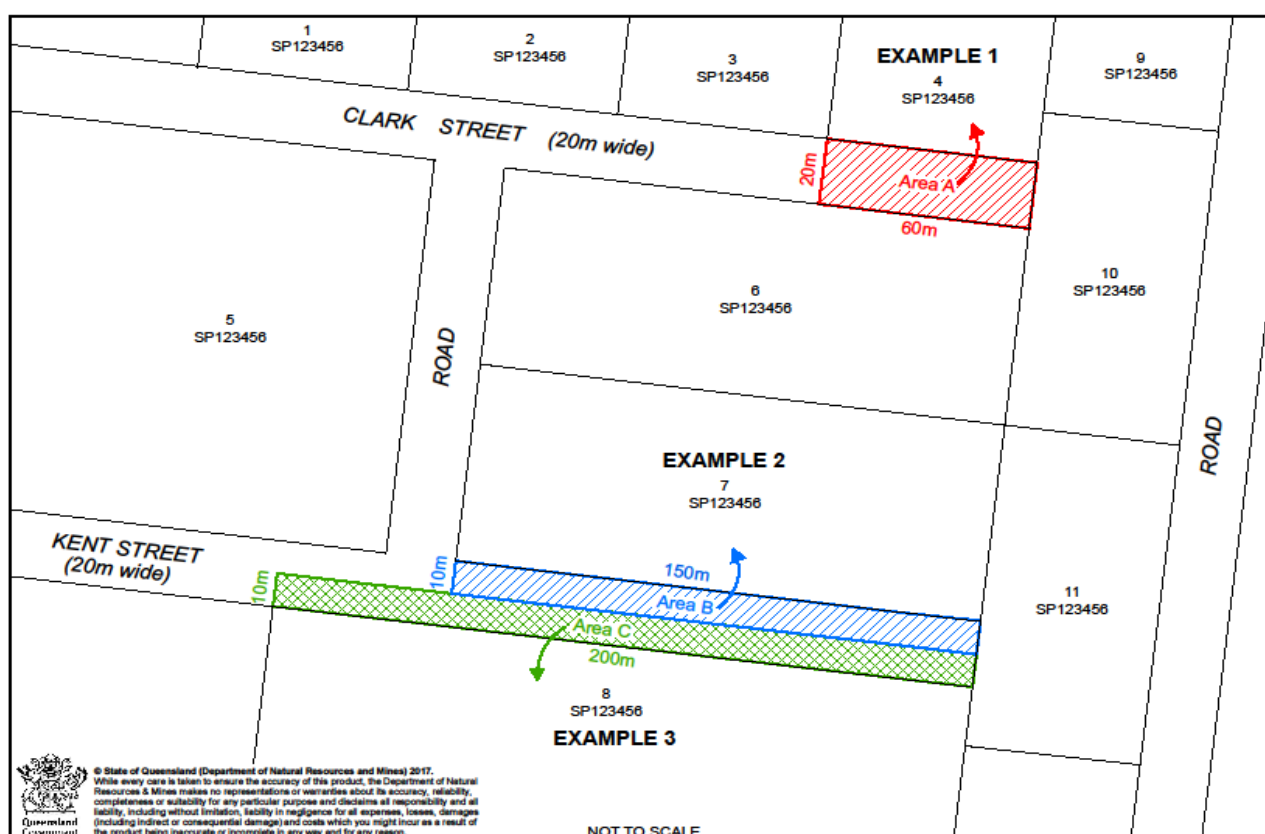 1
SP123456
2
SP123456
3
SP123456
EXAMPLE 1
4
SP123456
9
SP123456
CLARK STREET (20m wide)
20m
Area A
60m
10
SP123456
6
SP123456
5
SP123456
ROAD
ROAD
EXAMPLE 2
7
SP123456
KENT STREET
(20m wide)
10m
10m
150m
Area B
Area C
200m
11
SP123456
8
SP123456
EXAMPLE 3
© State of Queensland (Department of Natural Resources and Mines) 2017.
While every care is taken to ensure the accuracy of this product, the Department of Natural
Resources & Mines makes no representations or warranties about its accuracy, reliability,
completeness or suitability for any particular purpose and disclaims all responsibility and all
liability, including without limitation, liability in negligence for all expenses, losses, damages
(including indirect or consequential damage) and costs which you might incur as a result of
the product being inaccurate or incomplete in any way and for any reason.
Queensland
Government
NOT TO SCALE